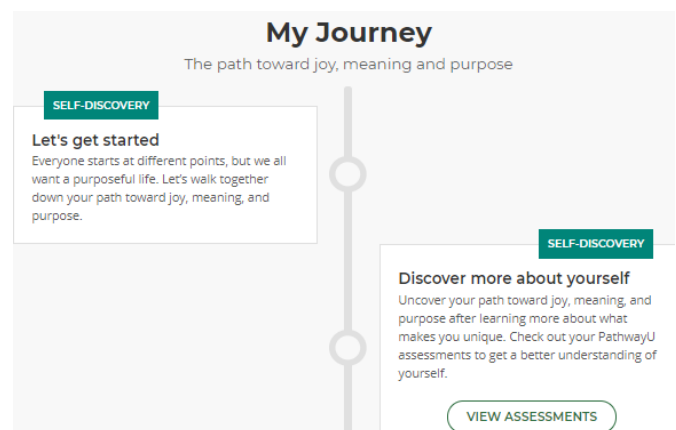 My Journey
The path toward joy, meaning and purpose
SELF-DISCOVERY
Let's get started
Everyone starts at different points, but we all
want a purposeful life. Let's walk together
down your path toward joy, meaning, and
purpose.
SELF-DISCOVERY
Discover more about yourself
Uncover your path toward joy, meaning, and
purpose after learning more about what
makes you unique. Check out your PathwayU
assessments to get a better understanding of
yourself.
VIEW ASSESSMENTS